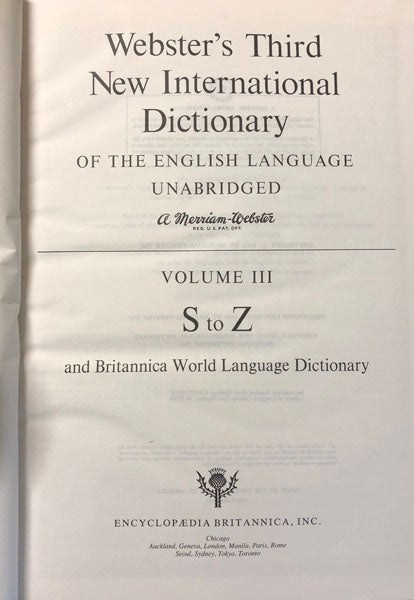 Webster's Third
New International
Dictionary
OF THE ENGLISH LANGUAGE
UNABRIDGED
A Merriam-Webster
REG. U.S. PAT. OFF.
VOLUME III
S to Z
and Britannica World Language Dictionary
ENCYCLOPÆDIA BRITANNICA, INC.
Chicago
Auckland, Geneva, London, Manila, Paris, Rome
Seoul, Sydney, Tokyo, Toronto